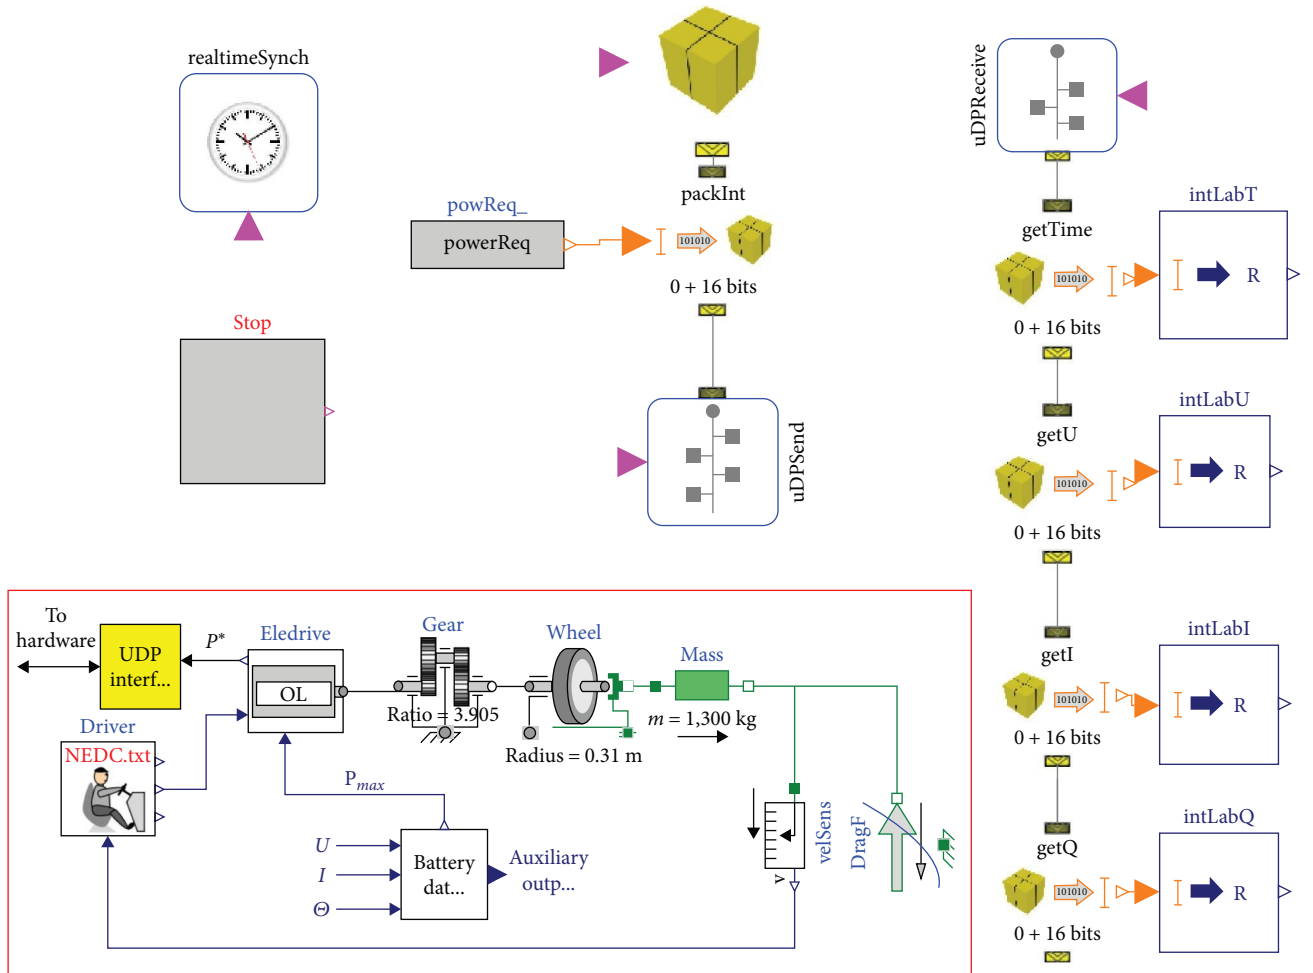 realtimeSynch
Stop
packInt
powReq_
powerReq
101010
0 + 16 bits
uDPSend
uDPReceive
getTime
101010
0 + 16 bits
intLabT
R
getU
101010
0 + 16 bits
intLabU
R
getI
101010
0 + 16 bits
intLabI
R
getQ
101010
0 + 16 bits
intLabQ
R
To
hardware
UDP
interf...
P*
Eledrive
OL
Gear
Ratio = 3.905
Wheel
Radius = 0.31 m
Mass
m = 1,300 kg
Driver
NEDC.txt
Pmax
U
I
Θ
Battery
dat...
Auxiliary
outp...
velSens
v
DragF